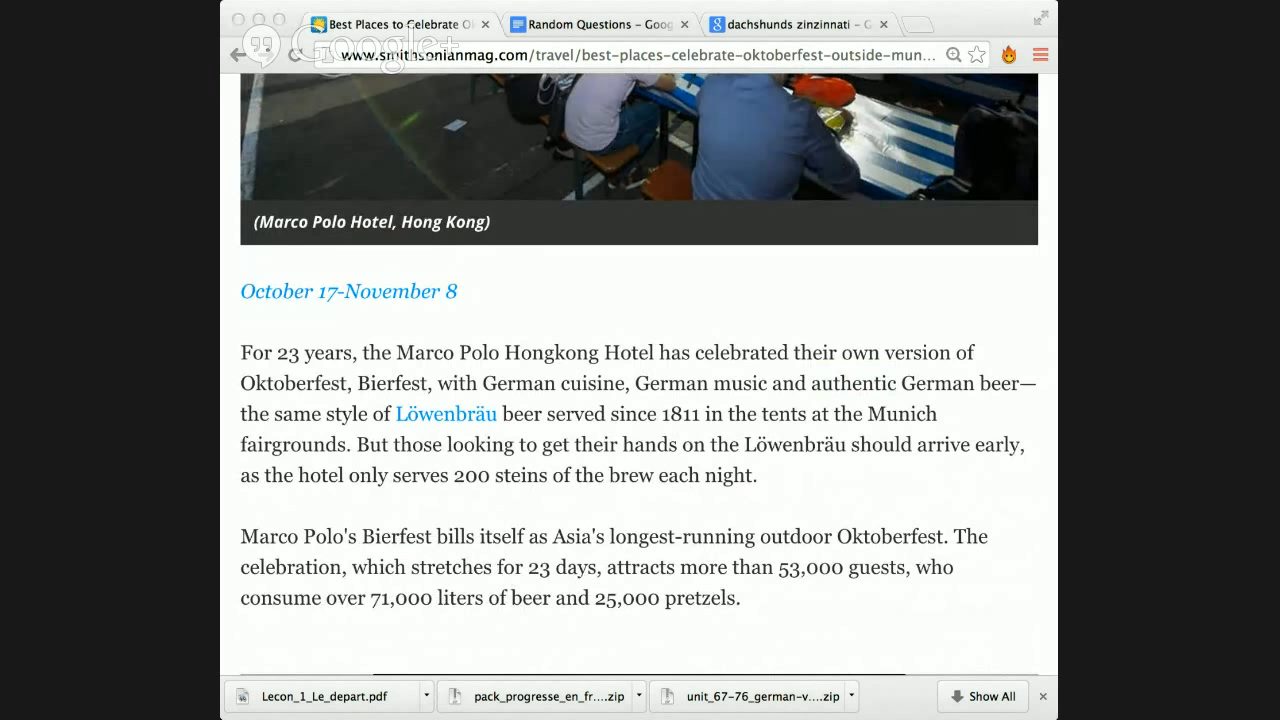 Best Places to Celebrate O
Random Questions – Goog
dachshunds zinzinnati – G
Google+
www.smithsonianmag.com/travel/best-places-celebrate-oktoberfest-outside-mun...
(Marco Polo Hotel, Hong Kong)
October 17-November 8
For 23 years, the Marco Polo Hongkong Hotel has celebrated their own version of
Oktoberfest, Bierfest, with German cuisine, German music and authentic German beer—
the same style of Löwenbräu beer served since 1811 in the tents at the Munich
fairgrounds. But those looking to get their hands on the Löwenbräu should arrive early,
as the hotel only serves 200 steins of the brew each night.
Marco Polo's Bierfest bills itself as Asia's longest-running outdoor Oktoberfest. The
celebration, which stretches for 23 days, attracts more than 53,000 guests, who
consume over 71,000 liters of beer and 25,000 pretzels.
Lecon_1_Le_depart.pdf
pack_progresse_en_fr....zip
unit_67-76_german-v....zip
Show All